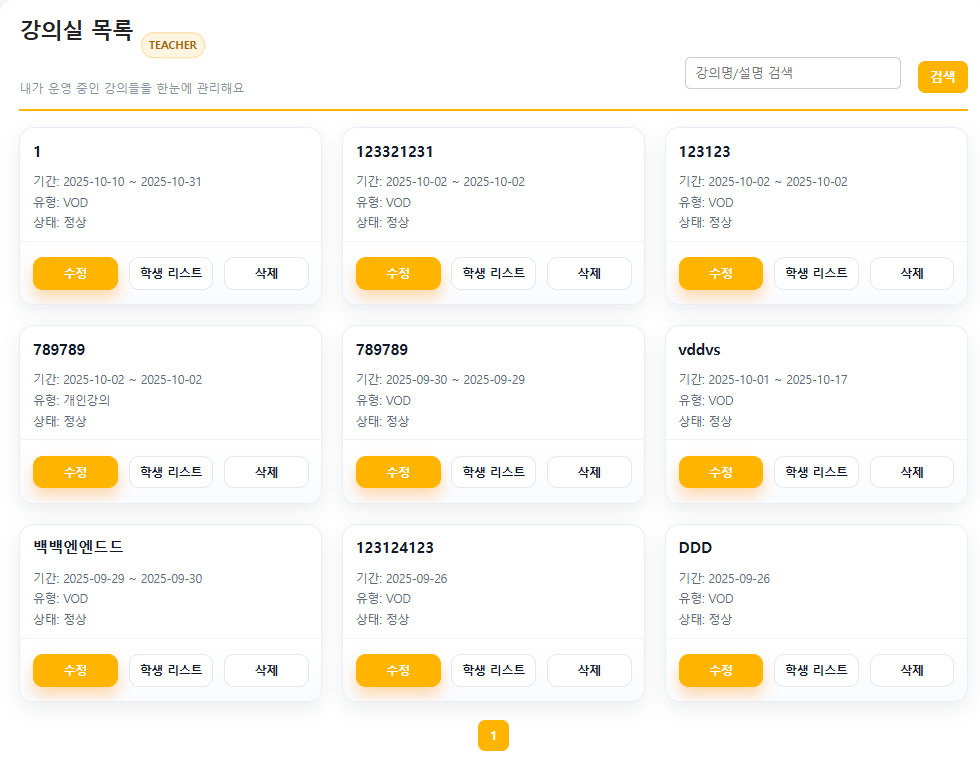 강의실 목록
TEACHER
내가 운영 중인 강의들을 한눈에 관리해요
강의명/설명 검색
검색
1
기간: 2025-10-10 ~ 2025-10-31
유형: VOD
상태: 정상
수정
학생 리스트
삭제
123321231
기간: 2025-10-02 ~ 2025-10-02
유형: VOD
상태: 정상
수정
학생 리스트
삭제
123123
기간: 2025-10-02 ~ 2025-10-02
유형: VOD
상태: 정상
수정
학생 리스트
삭제
789789
기간: 2025-10-02 ~ 2025-10-02
유형: 개인강의
상태: 정상
수정
학생 리스트
삭제
789789
기간: 2025-09-30 ~ 2025-09-29
유형: VOD
상태: 정상
수정
학생 리스트
삭제
vddvs
기간: 2025-10-01 ~ 2025-10-17
유형: VOD
상태: 정상
수정
학생 리스트
삭제
백백엔엔드드
기간: 2025-09-29 ~ 2025-09-30
유형: VOD
상태: 정상
수정
학생 리스트
삭제
123124123
기간: 2025-09-26
유형: VOD
상태: 정상
수정
학생 리스트
삭제
DDD
기간: 2025-09-26
유형: VOD
상태: 정상
수정
학생 리스트
삭제
1